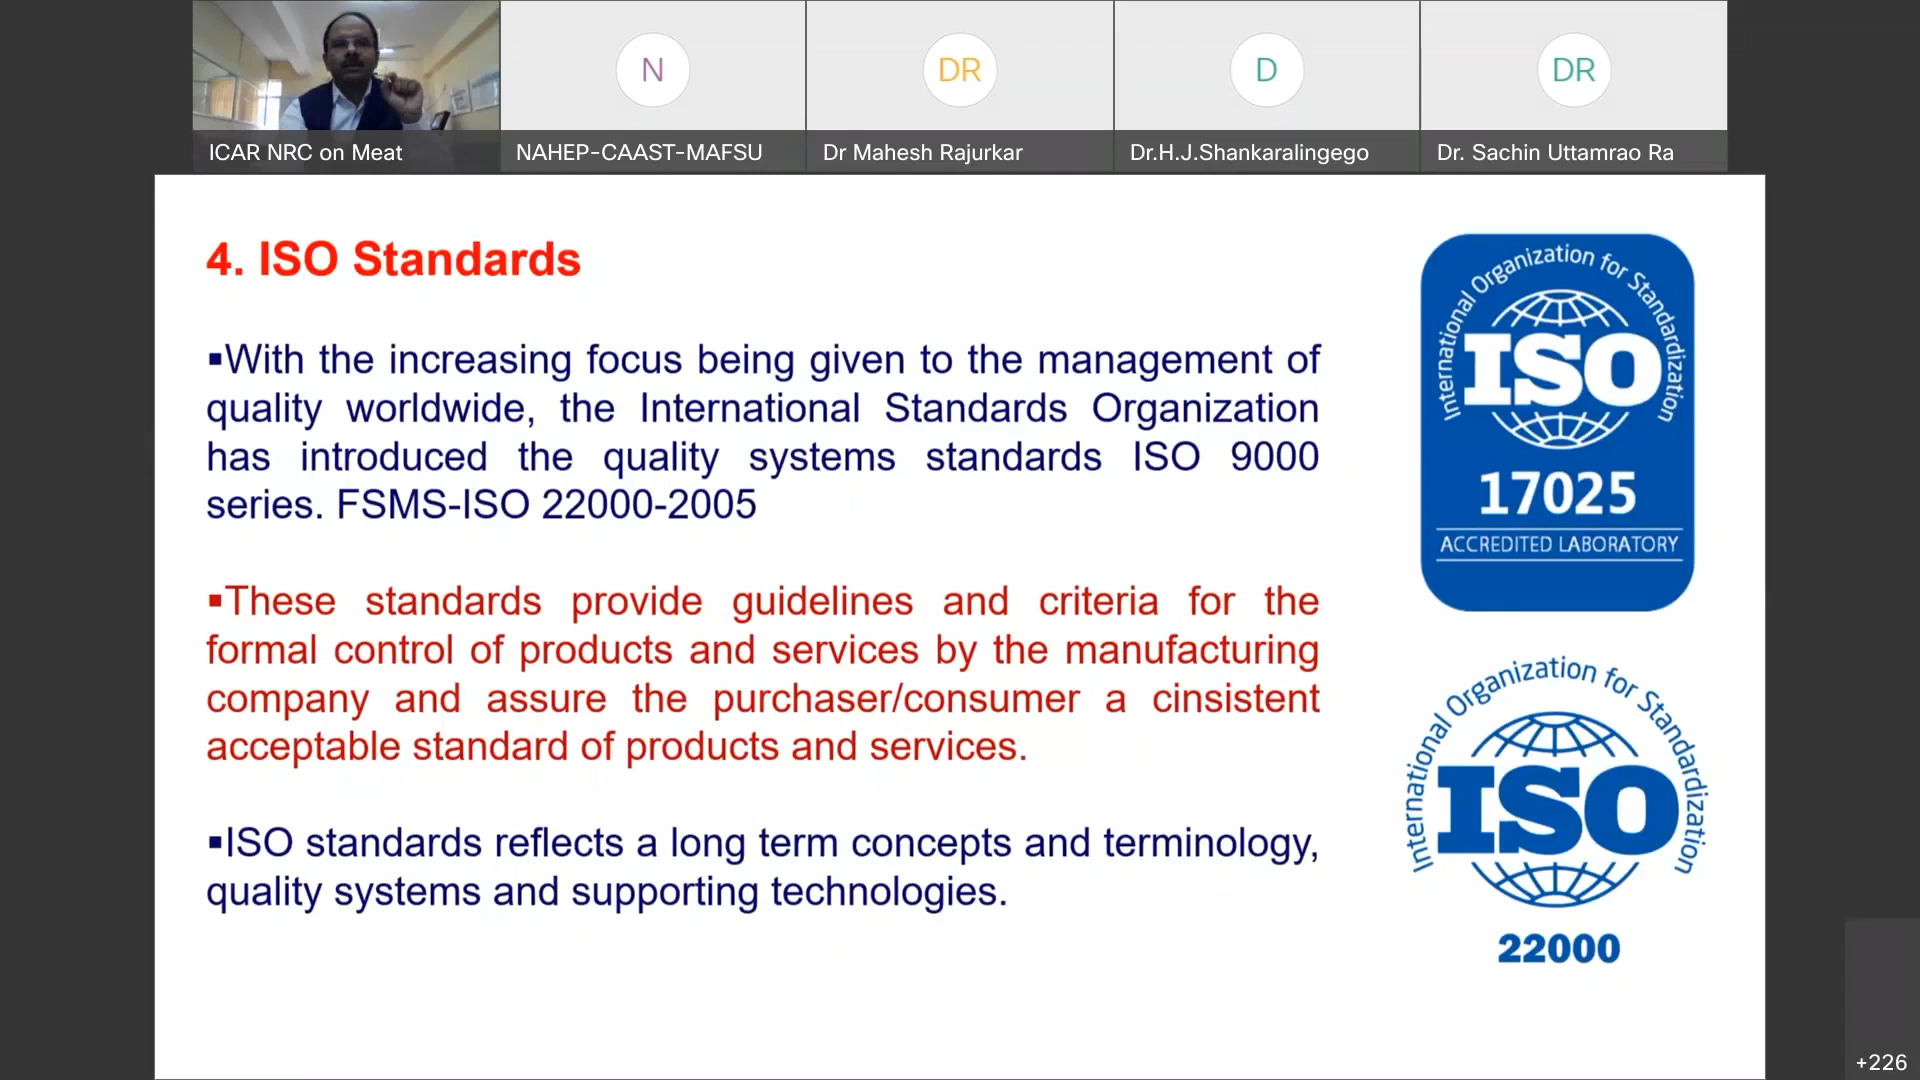 N
DR
D
DR
ICAR NRC on Meat
NAHEP-CAAST-MAFSU
Dr Mahesh Rajurkar
Dr.H.J.Shankaralingego
Dr. Sachin Uttamrao Ra
4. ISO Standards
▪With the increasing focus being given to the management of
quality worldwide, the International Standards Organization
has introduced the quality systems standards ISO 9000
series. FSMS-ISO 22000-2005
▪These standards provide guidelines and criteria for the
formal control of products and services by the manufacturing
company and assure the purchaser/consumer a cinsistent
acceptable standard of products and services.
▪ISO standards reflects a long term concepts and terminology,
quality systems and supporting technologies.
International Organization for Standardization
ISO
17025
ACCREDITED LABORATORY
International Organization for Standardization
ISO
22000
+226